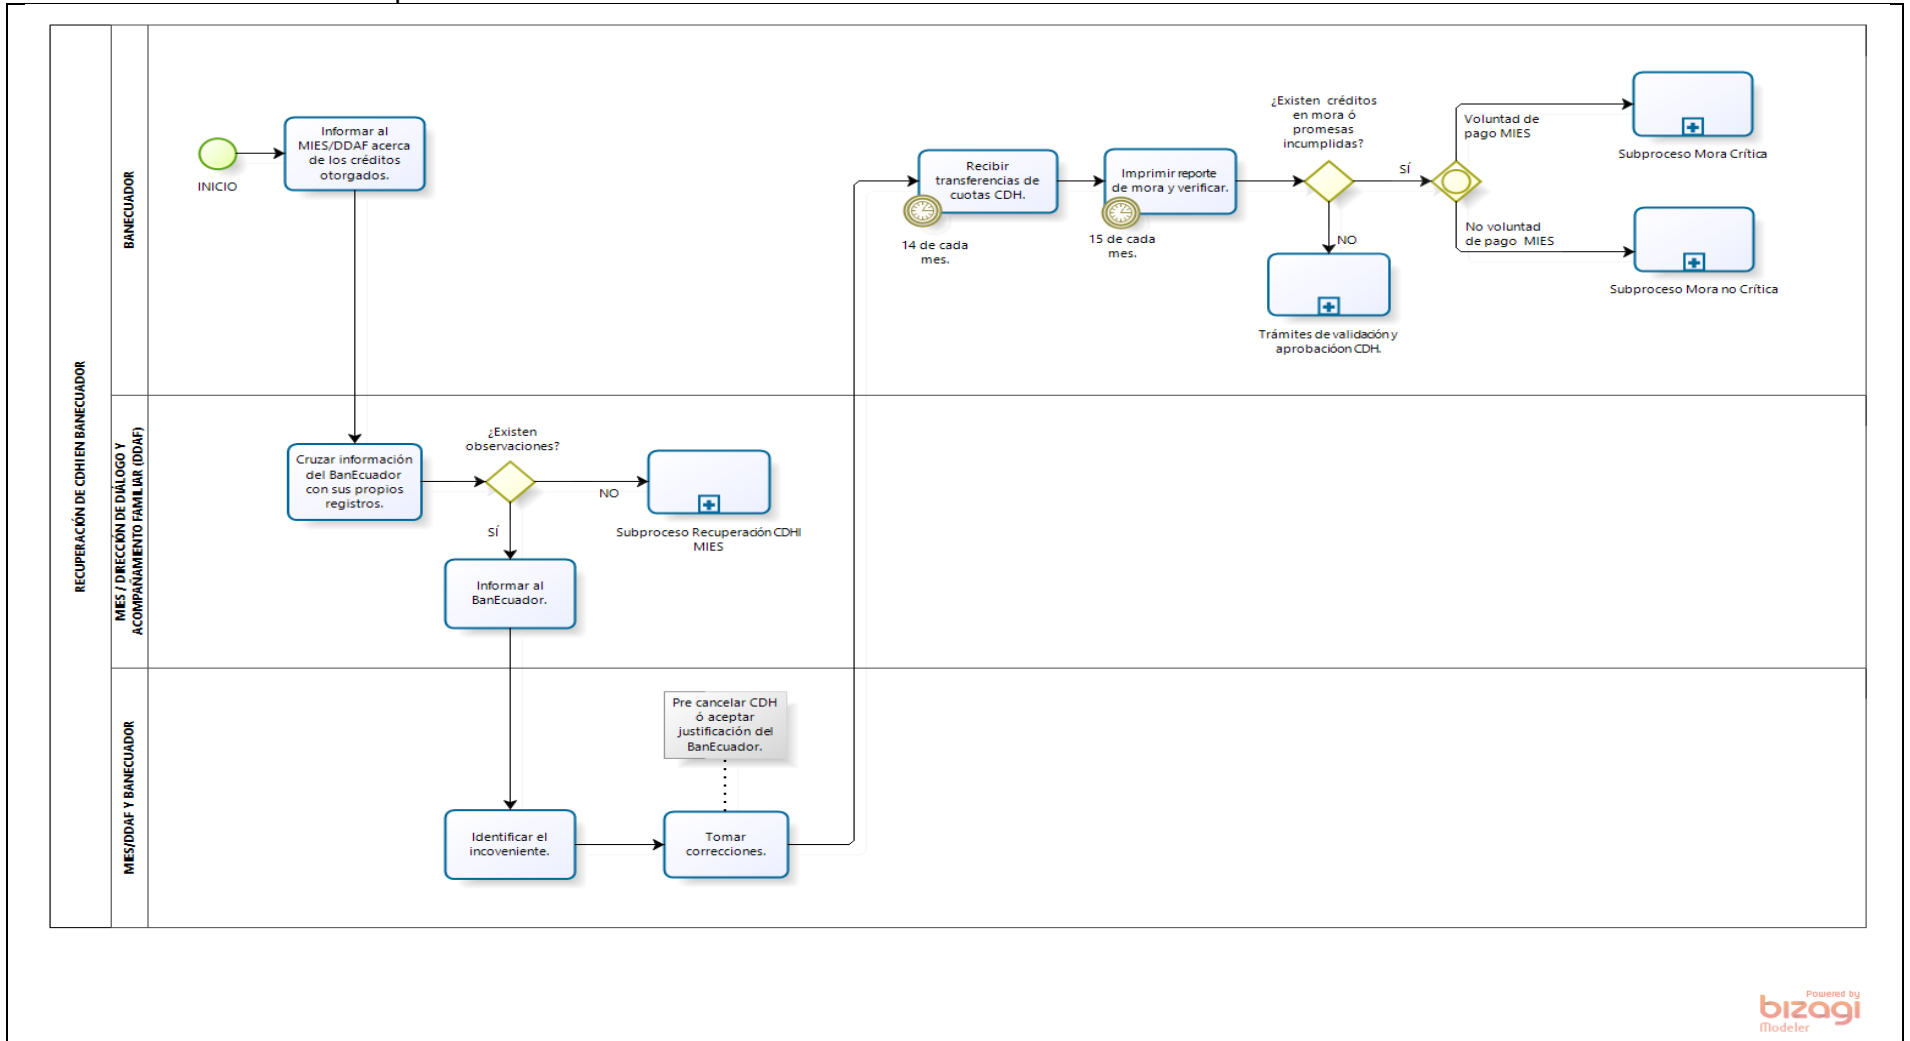 RECUPERACIÓN DE CDHI EN BANECUADOR
BANECUADOR
INICIO
Informar al
MIES/DDAF acerca
de los créditos
otorgados.
Recibir
transferencias de
cuotas CDH.
14 de cada
mes.
Imprimir reporte
de mora y verificar.
15 de cada
mes.
¿Existen créditos
en mora ó
promesas
incumplidas?
SÍ
NO
Trámites de validación y
aprobacióon CDH.
Voluntad de
pago MIES
Subproceso Mora Crítica
No voluntad
de pago MIES
Subproceso Mora no Crítica
MIES / DIRECCIÓN DE DIÁLOGO Y
ACOMPAÑAMIENTO FAMILIAR (DDAF)
Cruzar información
del BanEcuador
con sus propios
registros.
¿Existen
observaciones?
NO
Subproceso Recuperación CDHI
MIES
SÍ
Informar al
BanEcuador.
MIES/DDAF Y BANECUADOR
Identificar el
incoveniente.
Pre cancelar CDH
ó aceptar
justificación del
BanEcuador.
Tomar
correcciones.
Powered by
bizagi
Modeler